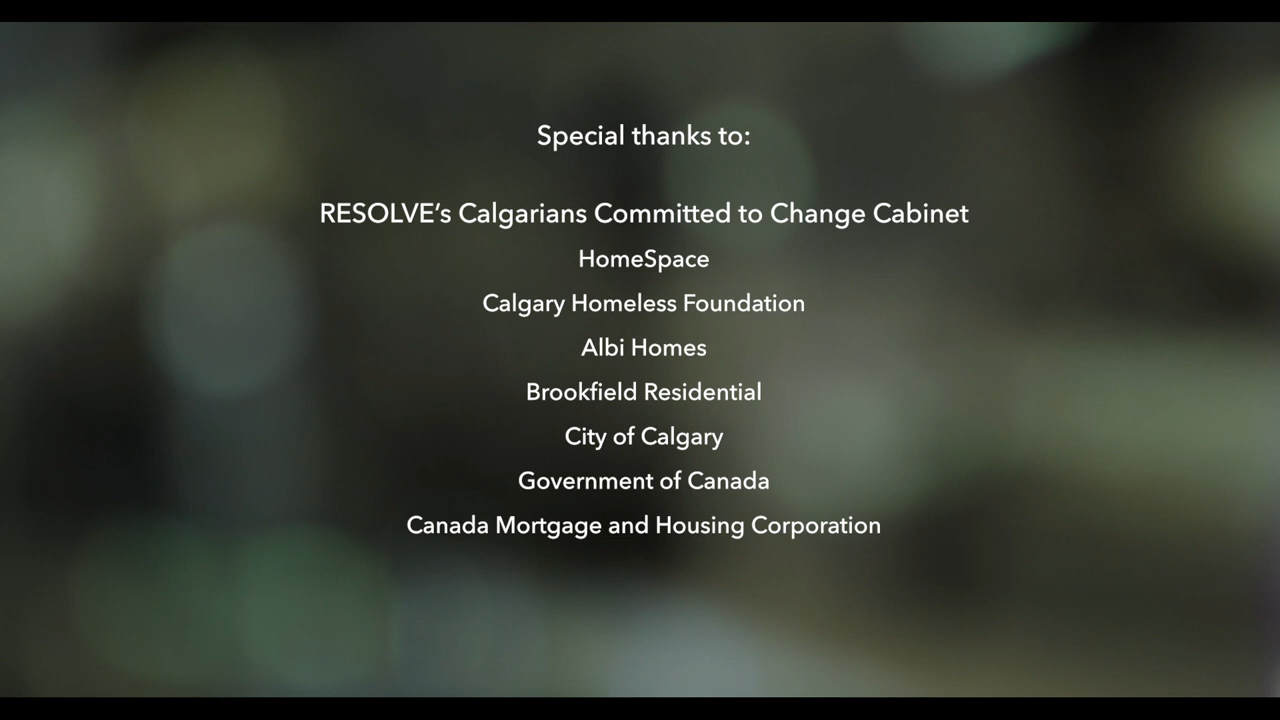 Special thanks to:
RESOLVE’s Calgarians Committed to Change Cabinet
HomeSpace
Calgary Homeless Foundation
Albi Homes
Brookfield Residential
City of Calgary
Government of Canada
Canada Mortgage and Housing Corporation